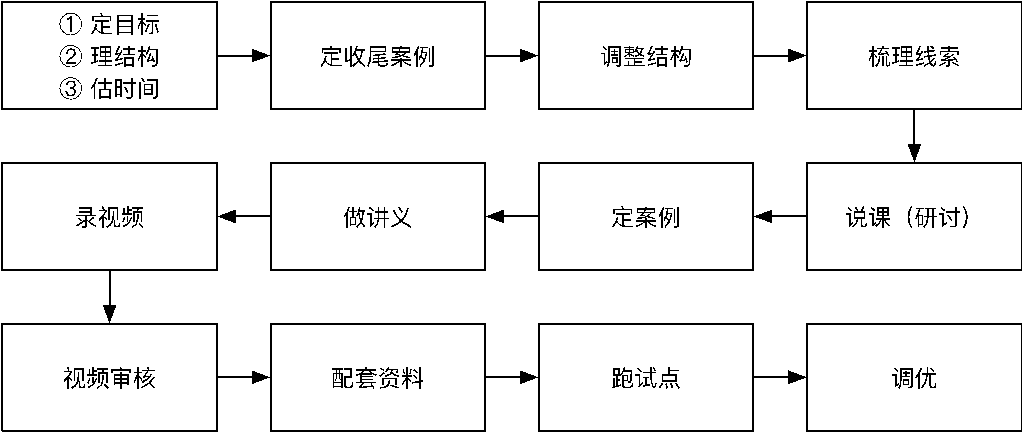 ① 定目标
② 理结构
③ 估时间
定收尾案例
调整结构
梳理线索
说课（研讨）
定案例
做讲义
录视频
视频审核
配套资料
跑试点
调优